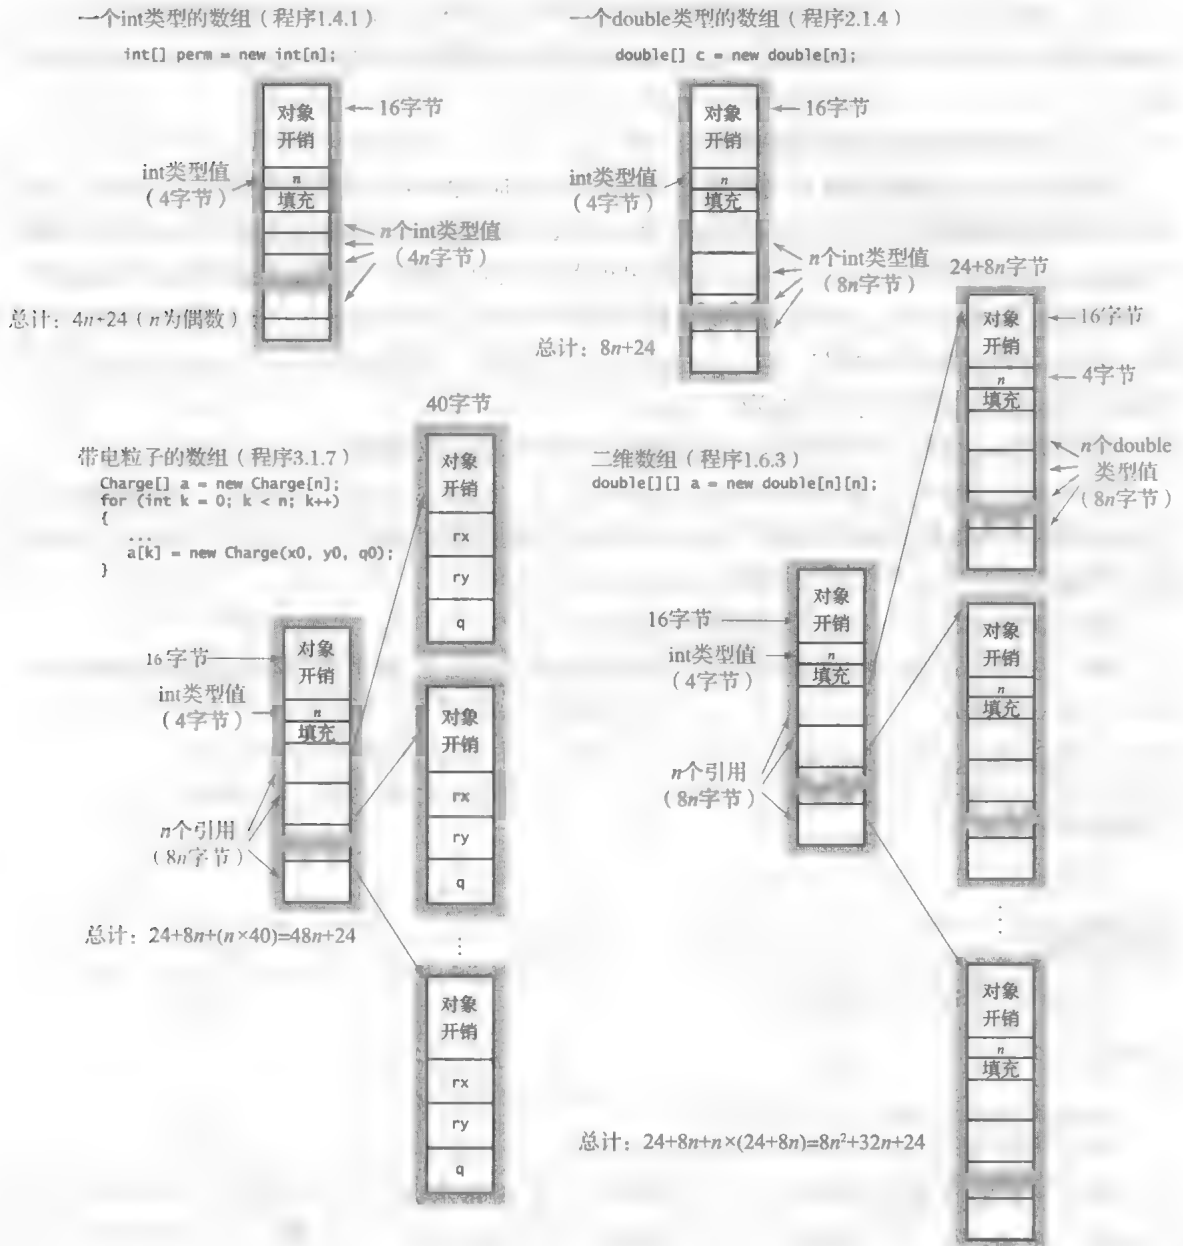 一个int类型的数组（程序1.4.1）
int[] perm = new int[n];
对象
开销
16字节
int类型值
（4字节）
n
填充
n个int类型值
（4n字节）
总计：4n+24（n为偶数）
一个double类型的数组（程序2.1.4）
double[] c = new double[n];
对象
开销
16字节
int类型值
（4字节）
n
填充
n个int类型值
（8n字节）
总计：8n+24
带电粒子的数组（程序3.1.7）
Charge[] a = new Charge[n];
for (int k = 0; k < n; k++)
{
...
a[k] = new Charge(x0, y0, q0);
}
16字节
对象
开销
int类型值
（4字节）
n
填充
n个引用
（8n字节）
总计：24+8n+(n×40)=48n+24
40字节
对象
开销
rx
ry
q
对象
开销
rx
ry
q
⋮
对象
开销
rx
ry
q
二维数组（程序1.6.3）
double[][] a = new double[n][n];
16字节
对象
开销
int类型值
（4字节）
n
填充
n个引用
（8n字节）
总计：24+8n+n×(24+8n)=8n²+32n+24
24+8n字节
对象
开销
16字节
n
4字节
填充
n个double
类型值
（8n字节）
对象
开销
n
填充
⋮
对象
开销
n
填充